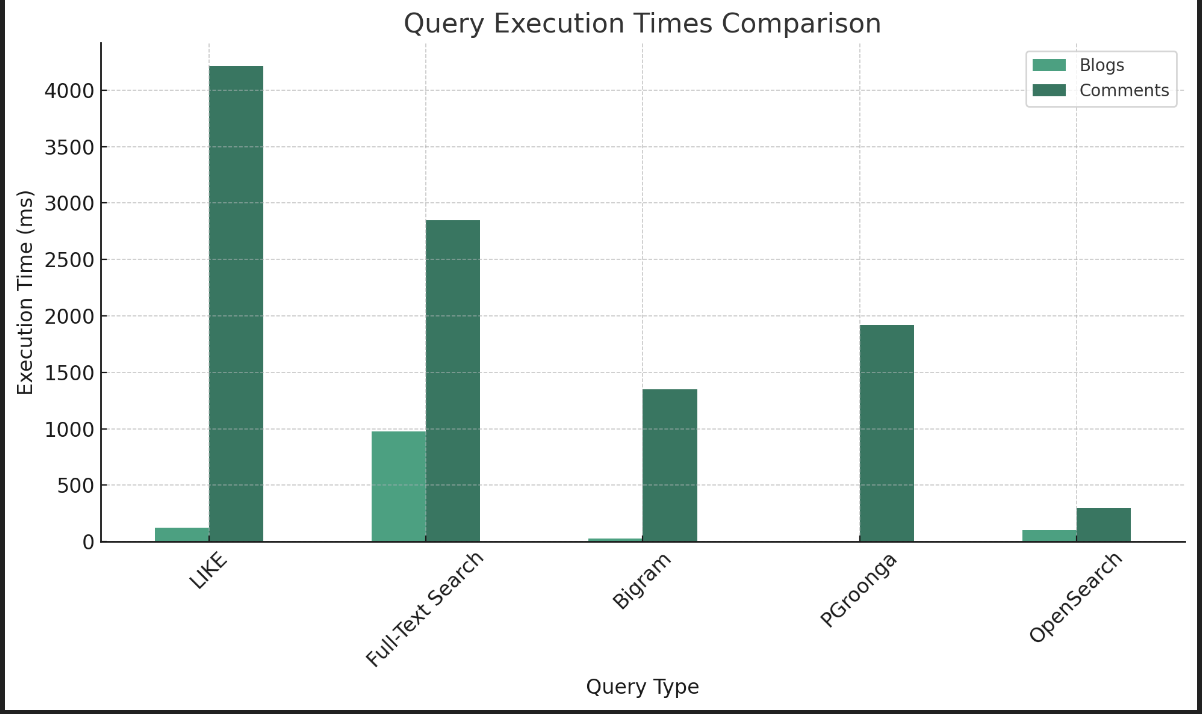 Query Execution Times Comparison
Blogs
Comments
Execution Time (ms)
4000
3500
3000
2500
2000
1500
1000
500
0
LIKE
Full-Text Search
Bigram
PGroonga
OpenSearch
Query Type